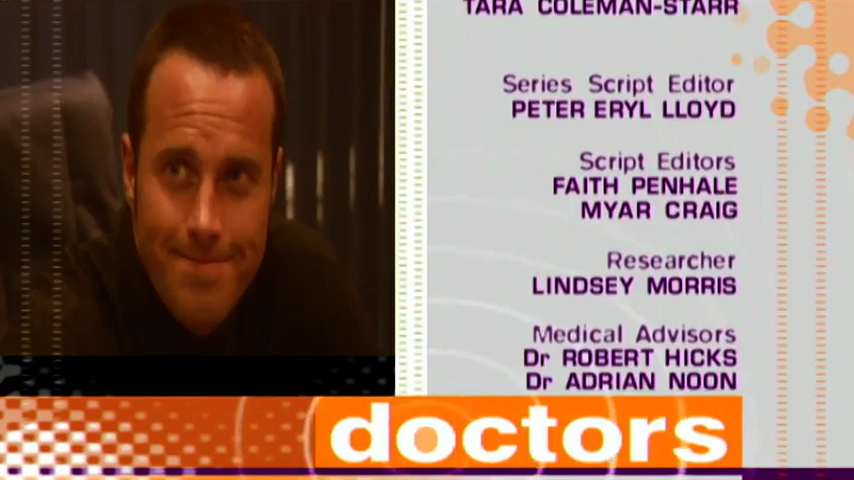 TARA COLEMAN-STARR
Series Script Editor
PETER ERYL LLOYD
Script Editors
FAITH PENHALE
MYAR CRAIG
Researcher
LINDSEY MORRIS
Medical Advisors
Dr ROBERT HICKS
Dr ADRIAN NOON
doctors